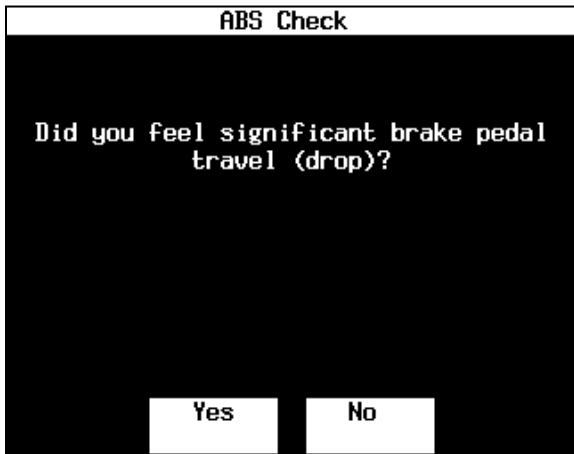 ABS Check
Did you feel significant brake pedal
travel (drop)?
Yes
No